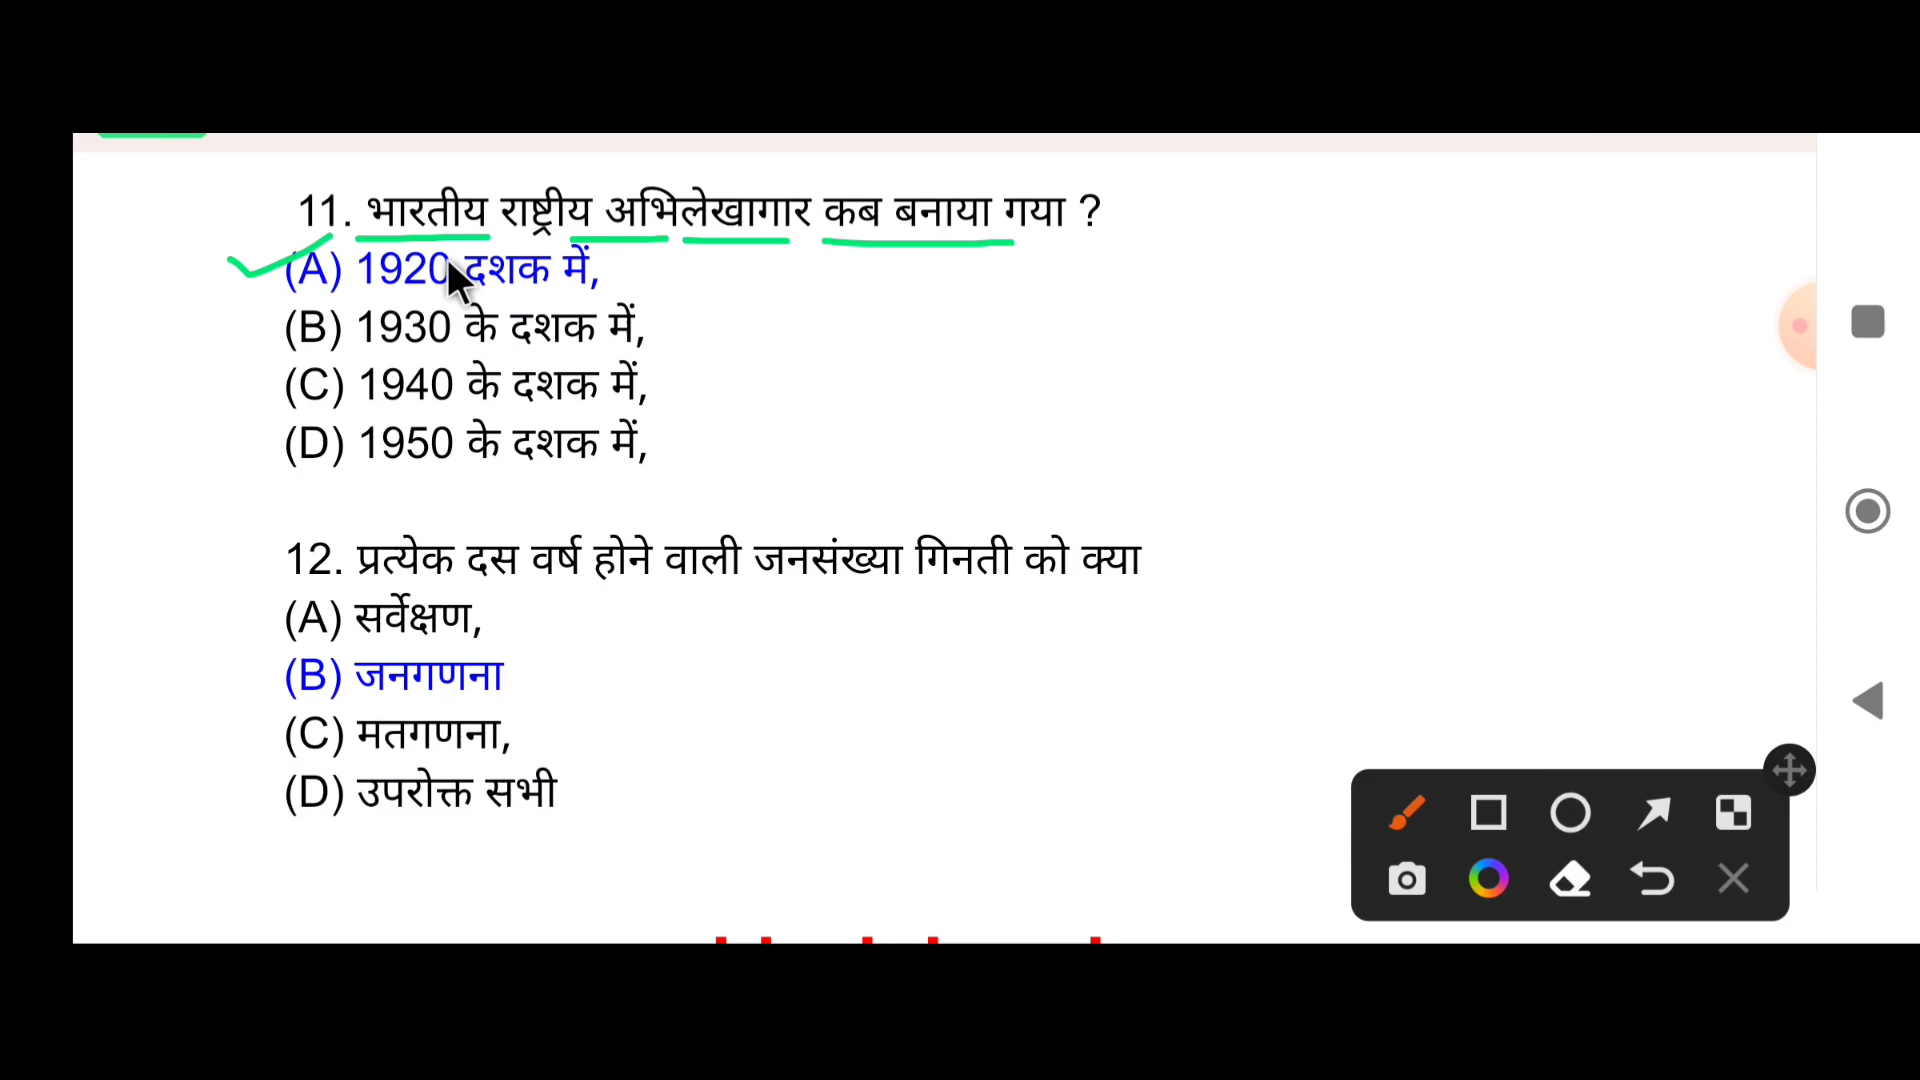 11. भारतीय राष्ट्रीय अभिलेखागार कब बनाया गया ?
(A) 1920 दशक में,
(B) 1930 के दशक में,
(C) 1940 के दशक में,
(D) 1950 के दशक में,
12. प्रत्येक दस वर्ष होने वाली जनसंख्या गिनती को क्या
(A) सर्वेक्षण,
(B) जनगणना
(C) मतगणना,
(D) उपरोक्त सभी